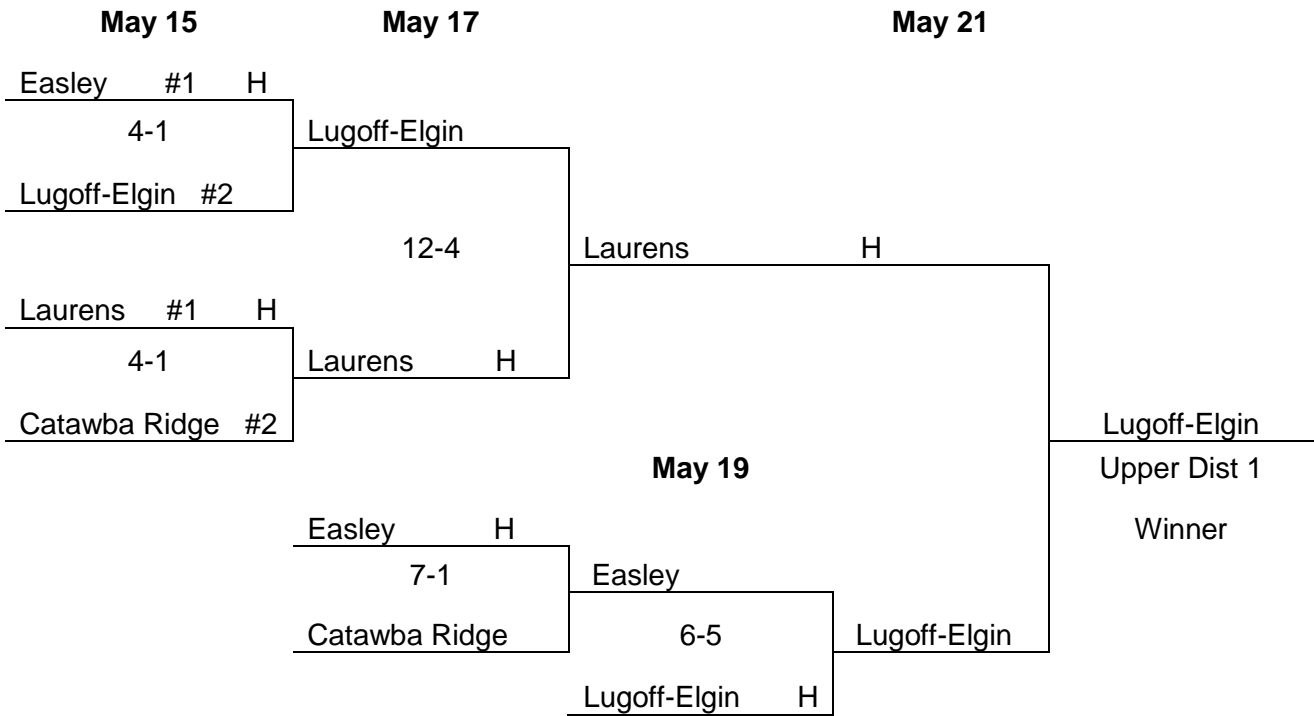 May 15 May 17 May 21
Easley #1 H
4-1 Lugoff-Elgin
Lugoff-Elgin #2
12-4 Laurens H
Laurens #1 H
4-1 Laurens H
Catawba Ridge #2 Lugoff-Elgin
May 19 Upper Dist 1
Easley H Winner
7-1 Easley
Catawba Ridge 6-5 Lugoff-Elgin
Lugoff-Elgin H